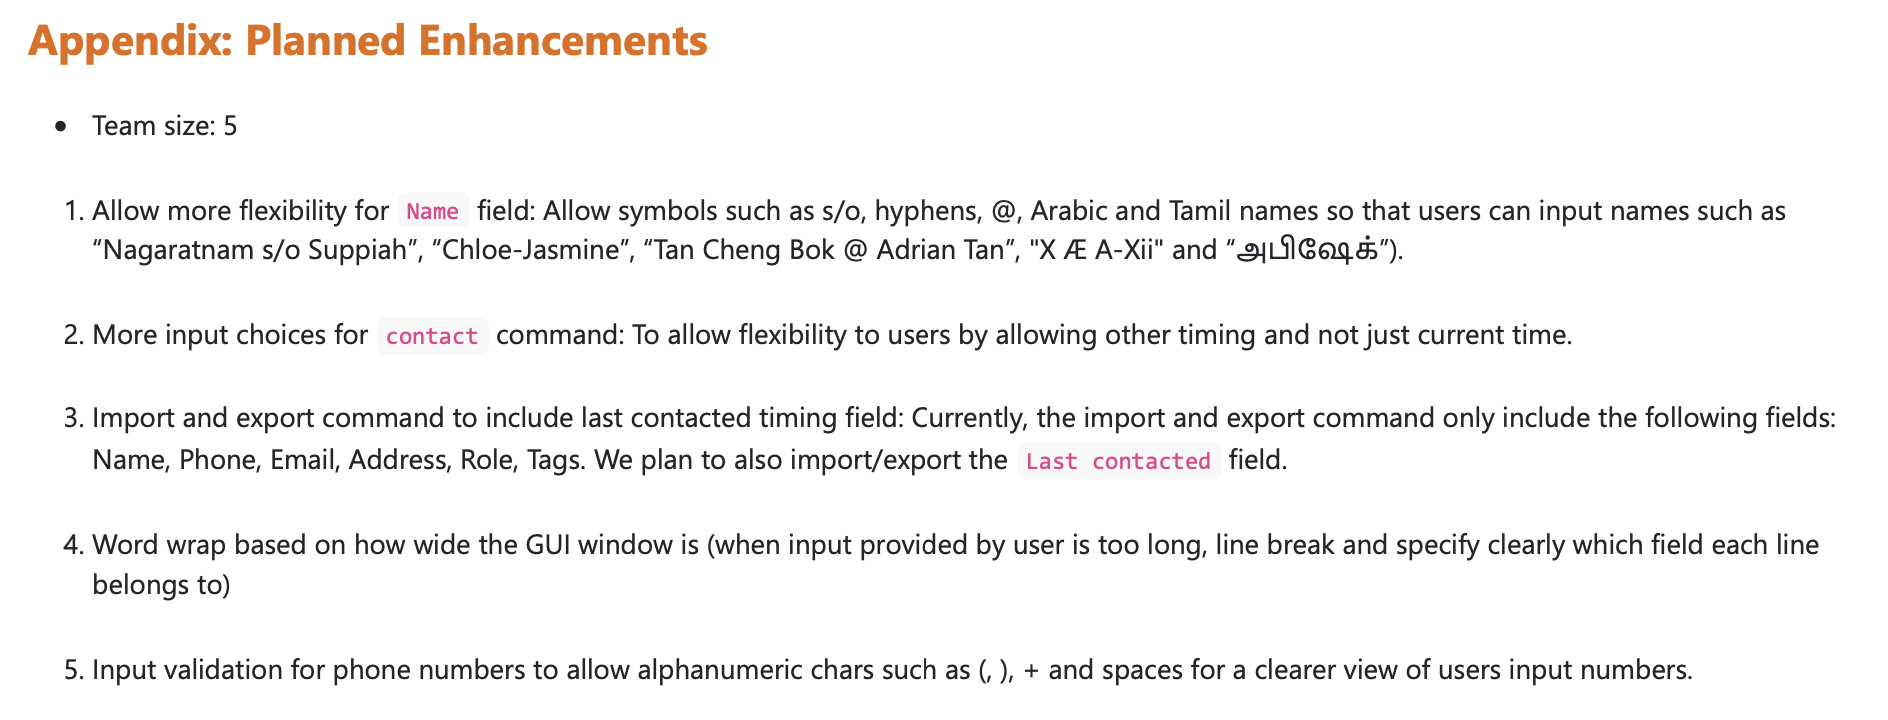 Appendix: Planned Enhancements
• Team size: 5
1. Allow more flexibility for Name field: Allow symbols such as s/o, hyphens, @, Arabic and Tamil names so that users can input names such as
“Nagaratnam s/o Suppiah”, “Chloe-Jasmine”, “Tan Cheng Bok @ Adrian Tan”, "X Æ A-Xii" and “அபிஷேக்”).
2. More input choices for contact command: To allow flexibility to users by allowing other timing and not just current time.
3. Import and export command to include last contacted timing field: Currently, the import and export command only include the following fields:
Name, Phone, Email, Address, Role, Tags. We plan to also import/export the Last contacted field.
4. Word wrap based on how wide the GUI window is (when input provided by user is too long, line break and specify clearly which field each line
belongs to)
5. Input validation for phone numbers to allow alphanumeric chars such as (, ), + and spaces for a clearer view of users input numbers.